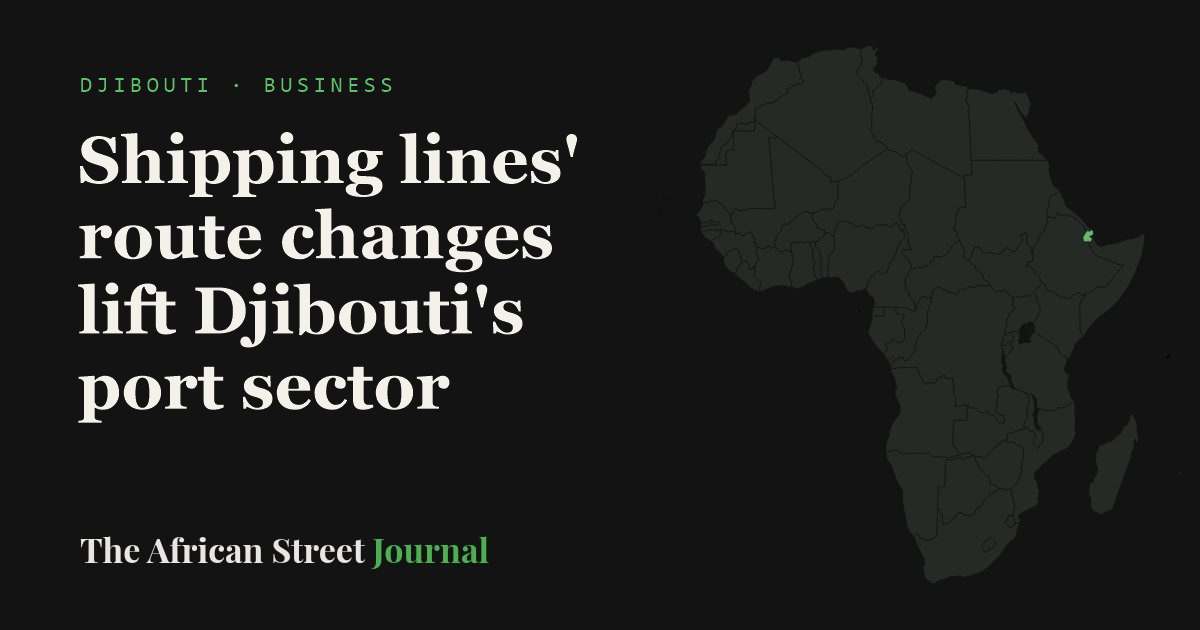 DJIBOUTI · BUSINESS
Shipping lines'
route changes
lift Djibouti's
port sector
The African Street Journal